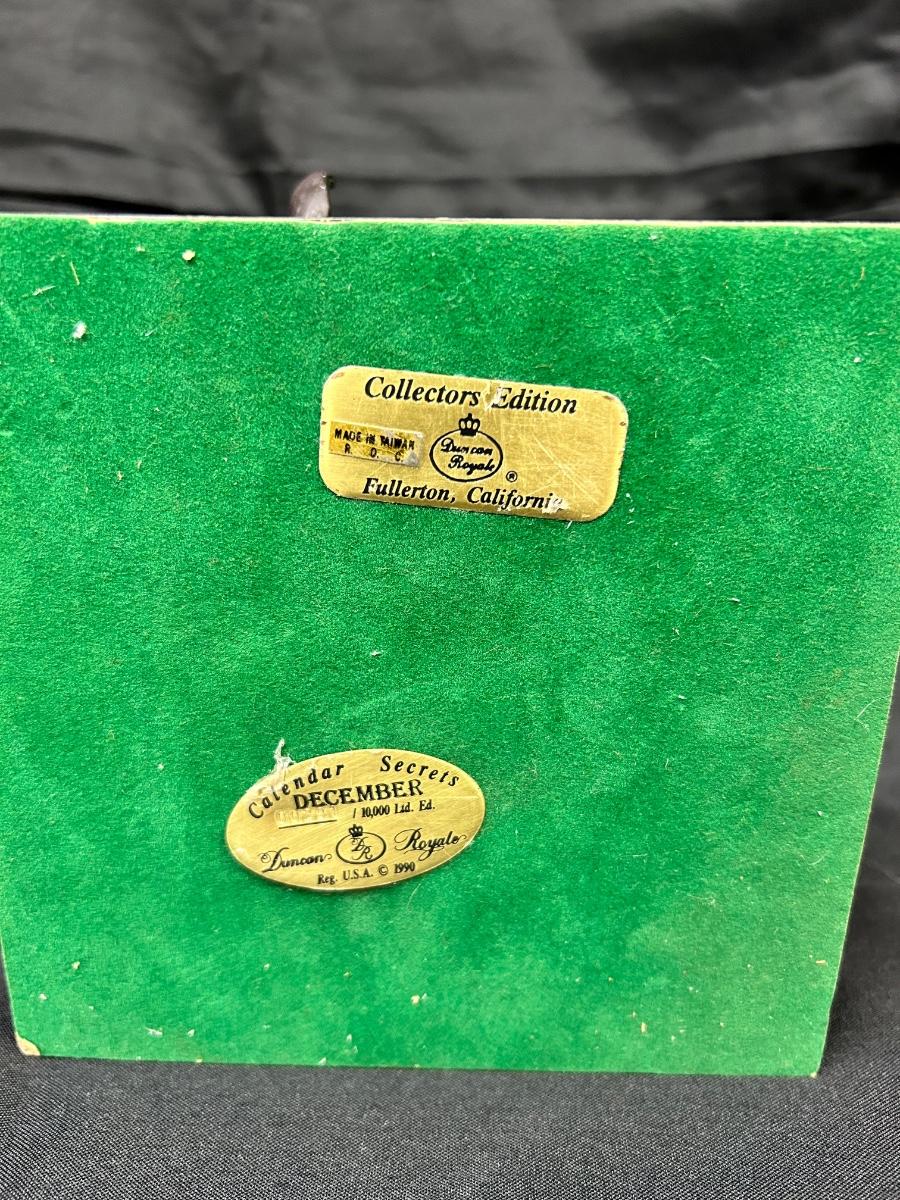 Collectors Edition
MADE IN TAIWAN
R. O. C.
Duncan
Royale
®
Fullerton, California
Calendar Secrets
DECEMBER
/ 10,000 Ltd. Ed.
Duncan DR Royale
Reg. U.S.A. © 1990